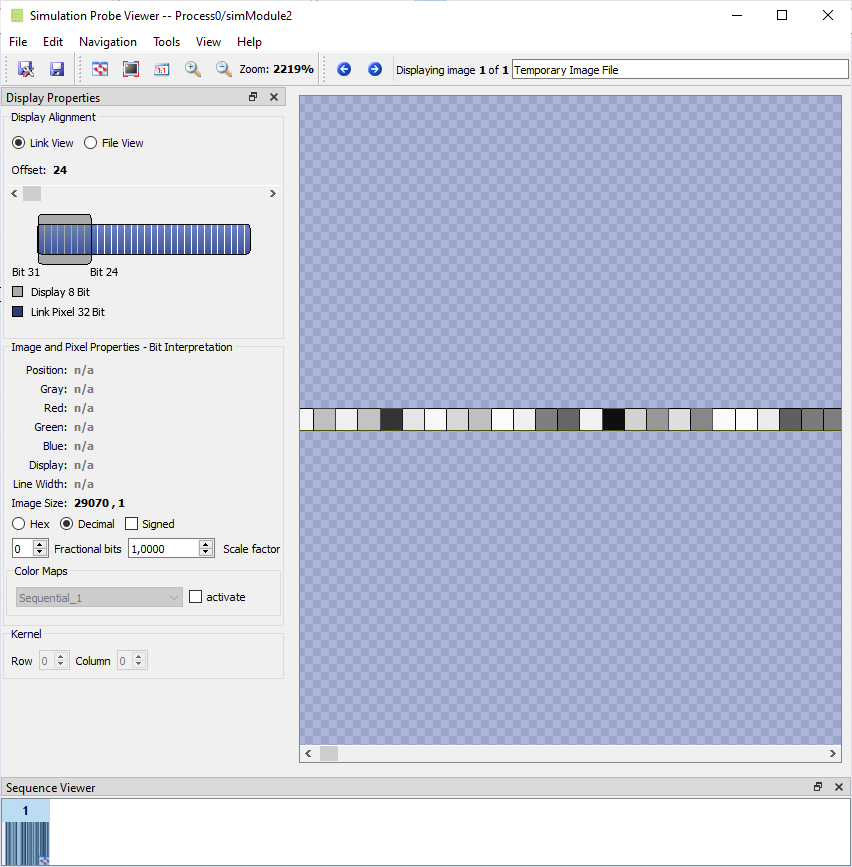 Simulation Probe Viewer -- Process0/simModule2
File Edit Navigation Tools View Help
1:1 Zoom: 2219% Displaying image 1 of 1 Temporary Image File
Display Properties
Display Alignment
Link View File View
Offset: 24
Bit 31 Bit 24
Display 8 Bit
Link Pixel 32 Bit
Image and Pixel Properties - Bit Interpretation
Position: n/a
Gray: n/a
Red: n/a
Green: n/a
Blue: n/a
Display: n/a
Line Width: n/a
Image Size: 29070 , 1
Hex Decimal Signed
0 Fractional bits 1,0000 Scale factor
Color Maps
Sequential_1 activate
Kernel
Row 0 Column 0
Sequence Viewer
1